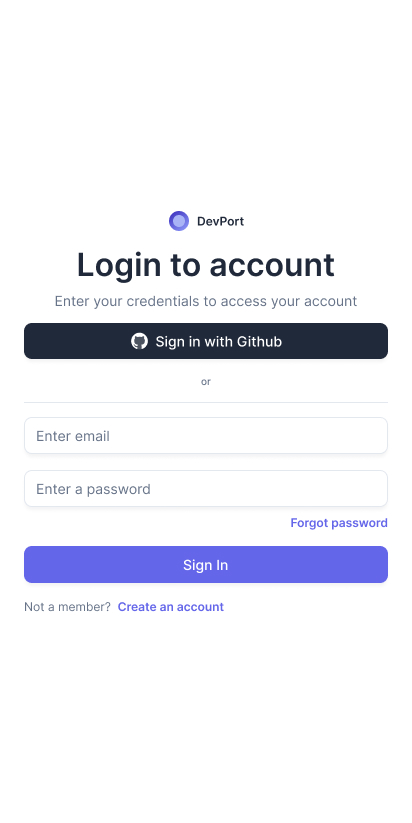 DevPort
Login to account
Enter your credentials to access your account
Sign in with Github
or
Enter email
Enter a password
Forgot password
Sign In
Not a member? Create an account